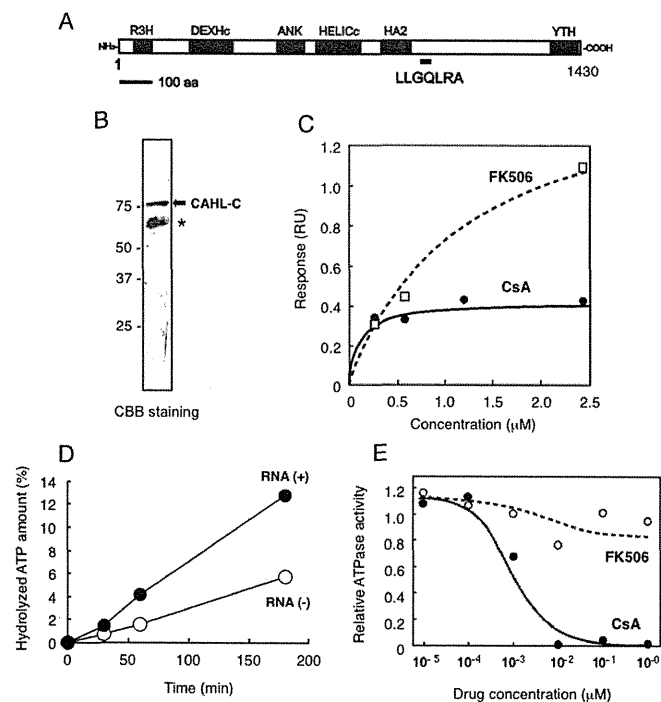 A
R3H DEXHc ANK HELICc HA2 YTH
NH₂- -COOH
1 1430
100 aa LLGQLRA
B
75 CAHL-C
*
50
37
25
CBB staining
C
Response (RU)
1.2
1.0
0.8
0.6
0.4
0.2
0
FK506
CsA
0 0.5 1.0 1.5 2.0 2.5
Concentration (μM)
D
Hydrolyzed ATP amount (%)
14
12
10
8
6
4
2
0
RNA (+)
RNA (-)
0 50 100 150 200
Time (min)
E
Relative ATPase activity
1.2
1.0
0.8
0.6
0.4
0.2
0
FK506
CsA
10⁻⁵ 10⁻⁴ 10⁻³ 10⁻² 10⁻¹ 10⁻⁰
Drug concentration (μM)